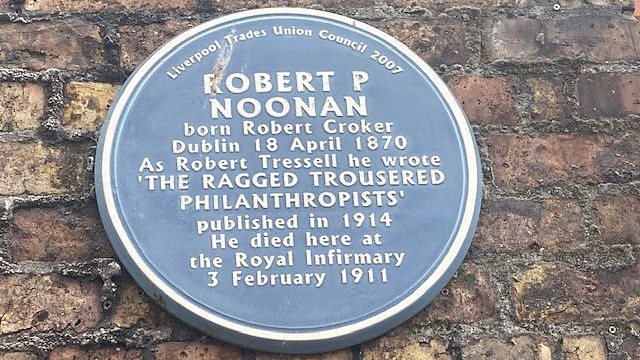 Liverpool Trades Union Council 2007
ROBERT P
NOONAN
born Robert Croker
Dublin 18 April 1870
As Robert Tressell he wrote
'THE RAGGED TROUSERED
PHILANTHROPISTS'
published in 1914
He died here at
the Royal Infirmary
3 February 1911